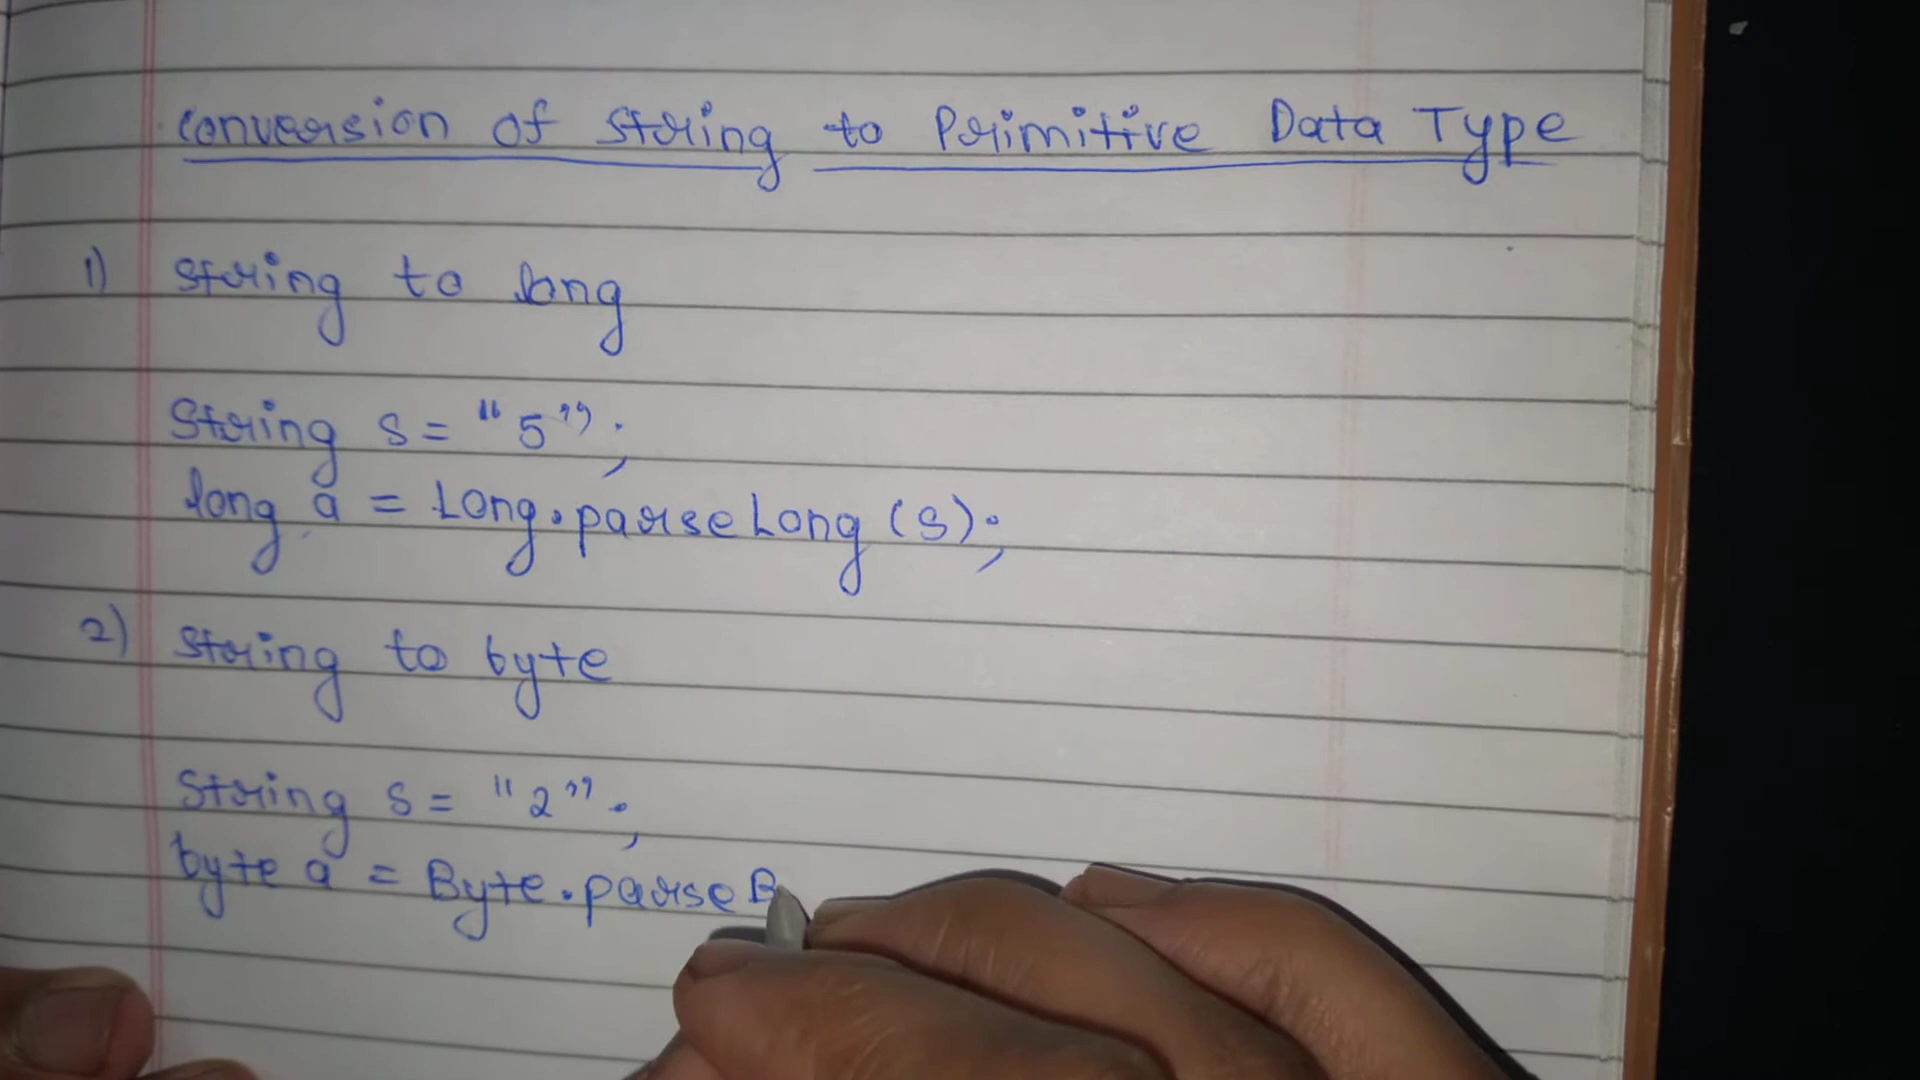 Conversion of String to Primitive Data Type
1) String to long
String s = "5";
long a = Long.parseLong(s);
2) String to byte
String s = "2";
byte a = Byte.parseB